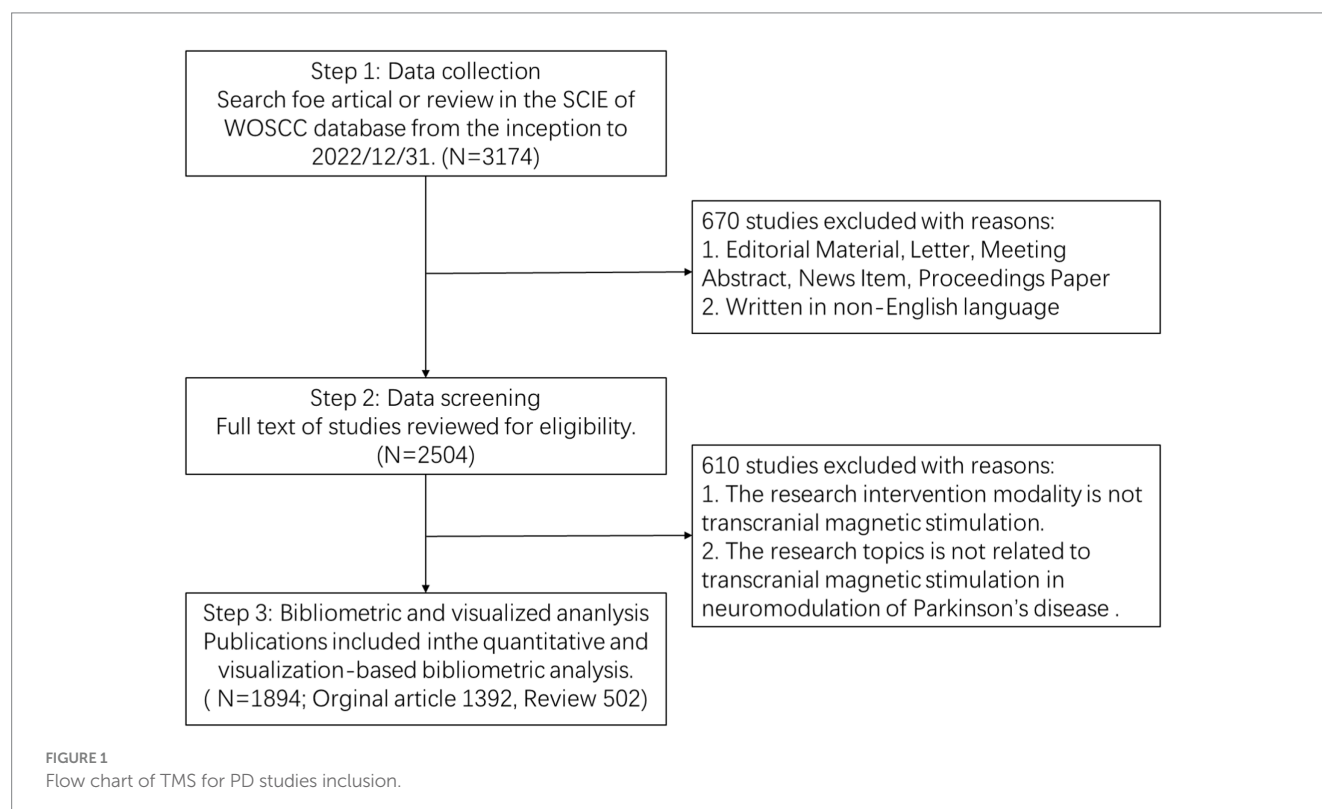 Step 1: Data collection
Search foe artical or review in the SCIE of
WOSCC database from the inception to
2022/12/31. (N=3174)
670 studies excluded with reasons:
1. Editorial Material, Letter, Meeting
Abstract, News Item, Proceedings Paper
2. Written in non-English language
Step 2: Data screening
Full text of studies reviewed for eligibility.
(N=2504)
610 studies excluded with reasons:
1. The research intervention modality is not
transcranial magnetic stimulation.
2. The research topics is not related to
transcranial magnetic stimulation in
neuromodulation of Parkinson's disease .
Step 3: Bibliometric and visualized ananlysis
Publications included inthe quantitative and
visualization-based bibliometric analysis.
( N=1894; Orginal article 1392, Review 502)
FIGURE 1
Flow chart of TMS for PD studies inclusion.